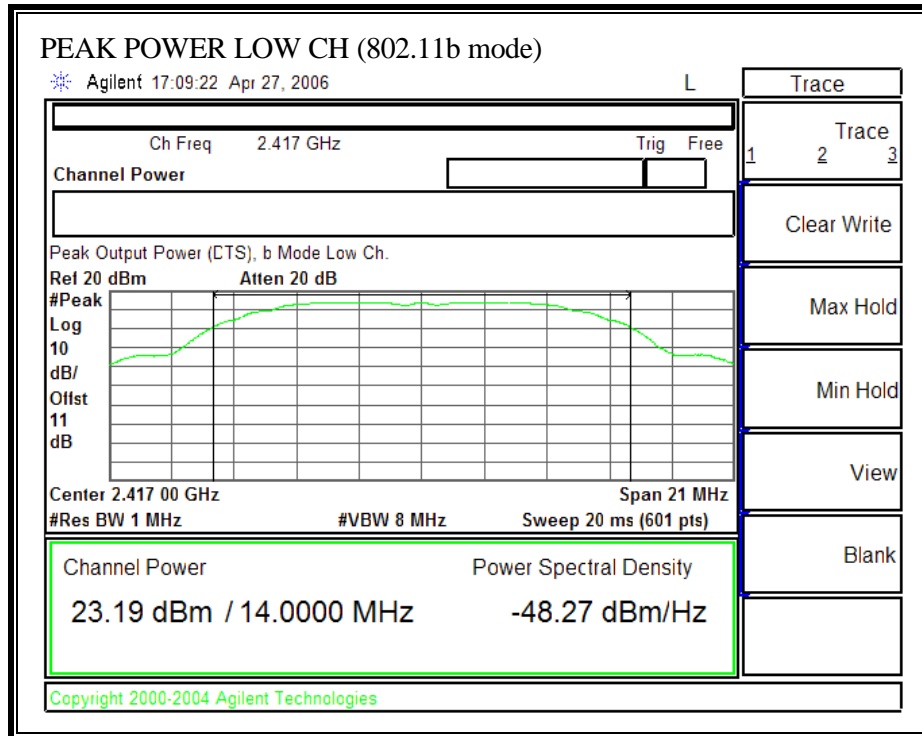 PEAK POWER LOW CH (802.11b mode)
Agilent 17:09:22 Apr 27, 2006 L Trace
Ch Freq 2.417 GHz Trig Free
Channel Power
Trace
1 2 3
Clear Write
Peak Output Power (DTS), b Mode Low Ch.
Ref 20 dBm Atten 20 dB
#Peak
Log
10
dB/
Offst
11
dB
Max Hold
Min Hold
Center 2.417 00 GHz Span 21 MHz
#Res BW 1 MHz #VBW 8 MHz Sweep 20 ms (601 pts)
View
Channel Power Power Spectral Density
23.19 dBm / 14.0000 MHz -48.27 dBm/Hz
Blank
Copyright 2000-2004 Agilent Technologies